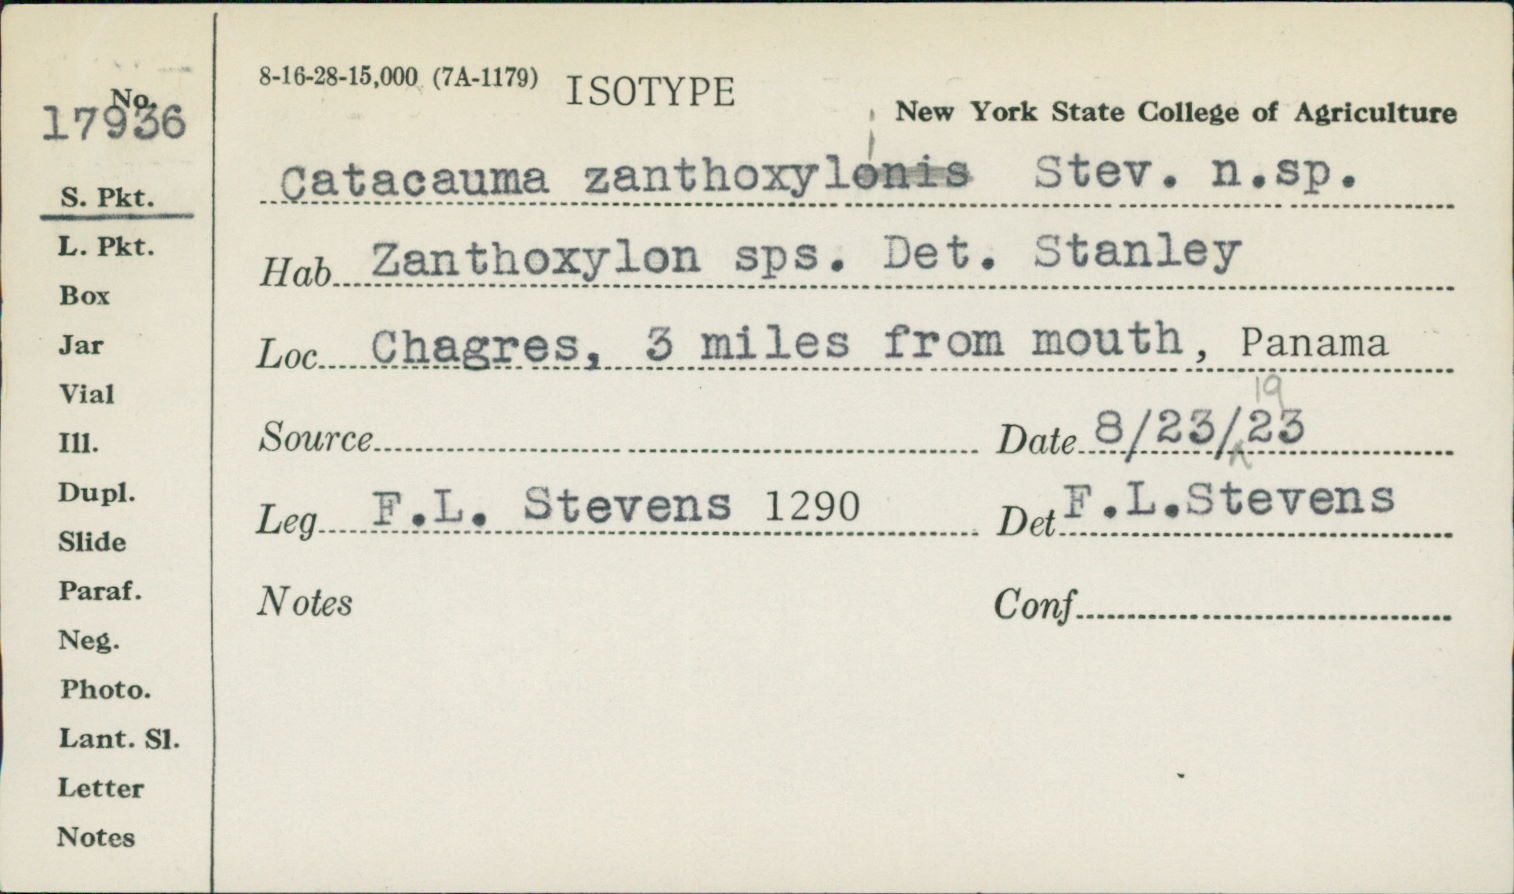 No.
17936
S. Pkt.
L. Pkt.
Box
Jar
Vial
Ill.
Dupl.
Slide
Paraf.
Neg.
Photo.
Lant. Sl.
Letter
Notes
8-16-28-15,000 (7A-1179) ISOTYPE
New York State College of Agriculture
Catacauma zanthoxylonis Stev. n.sp.
Hab Zanthoxylon sps. Det. Stanley
Loc Chagres, 3 miles from mouth, Panama
Source Date 8/23/1923
Leg F.L. Stevens 1290 Det F.L.Stevens
Notes Conf